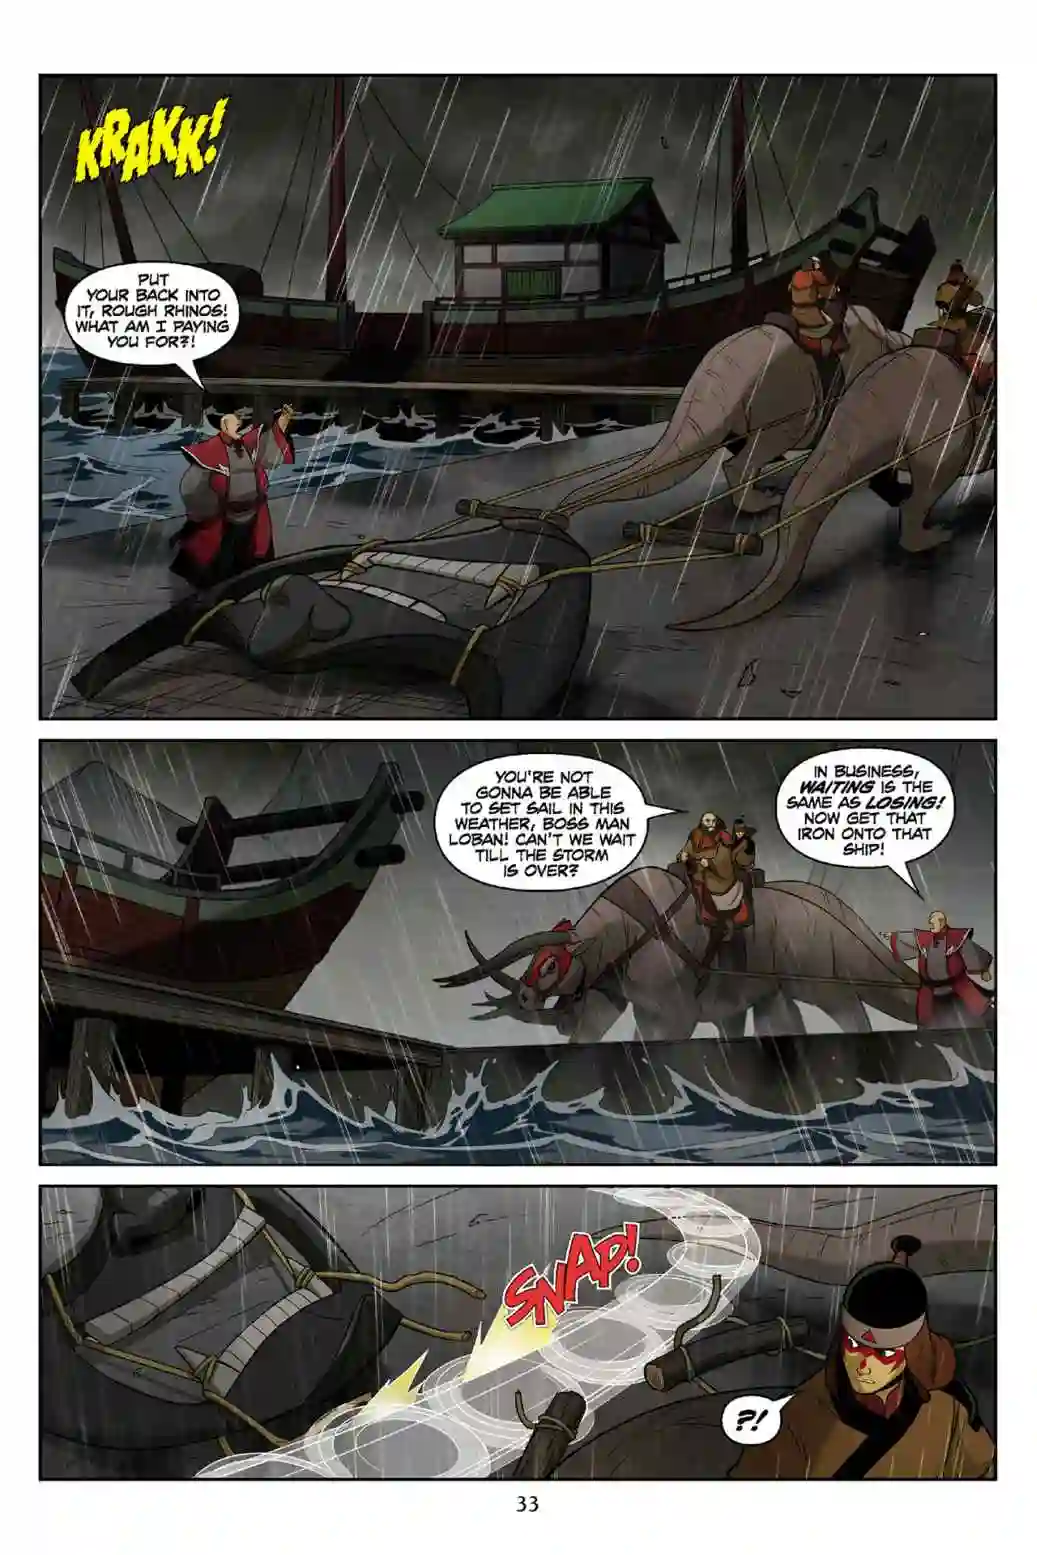 KRAKK!
PUT
YOUR BACK INTO
IT, ROUGH RHINOS!
WHAT AM I PAYING
YOU FOR?!
YOU'RE NOT
GONNA BE ABLE
TO SET SAIL IN THIS
WEATHER, BOSS MAN
LOBAN! CAN'T WE WAIT
TILL THE STORM
IS OVER?
IN BUSINESS,
WAITING IS THE
SAME AS LOSING!
NOW GET THAT
IRON ONTO THAT
SHIP!
SNAP!
?!
33